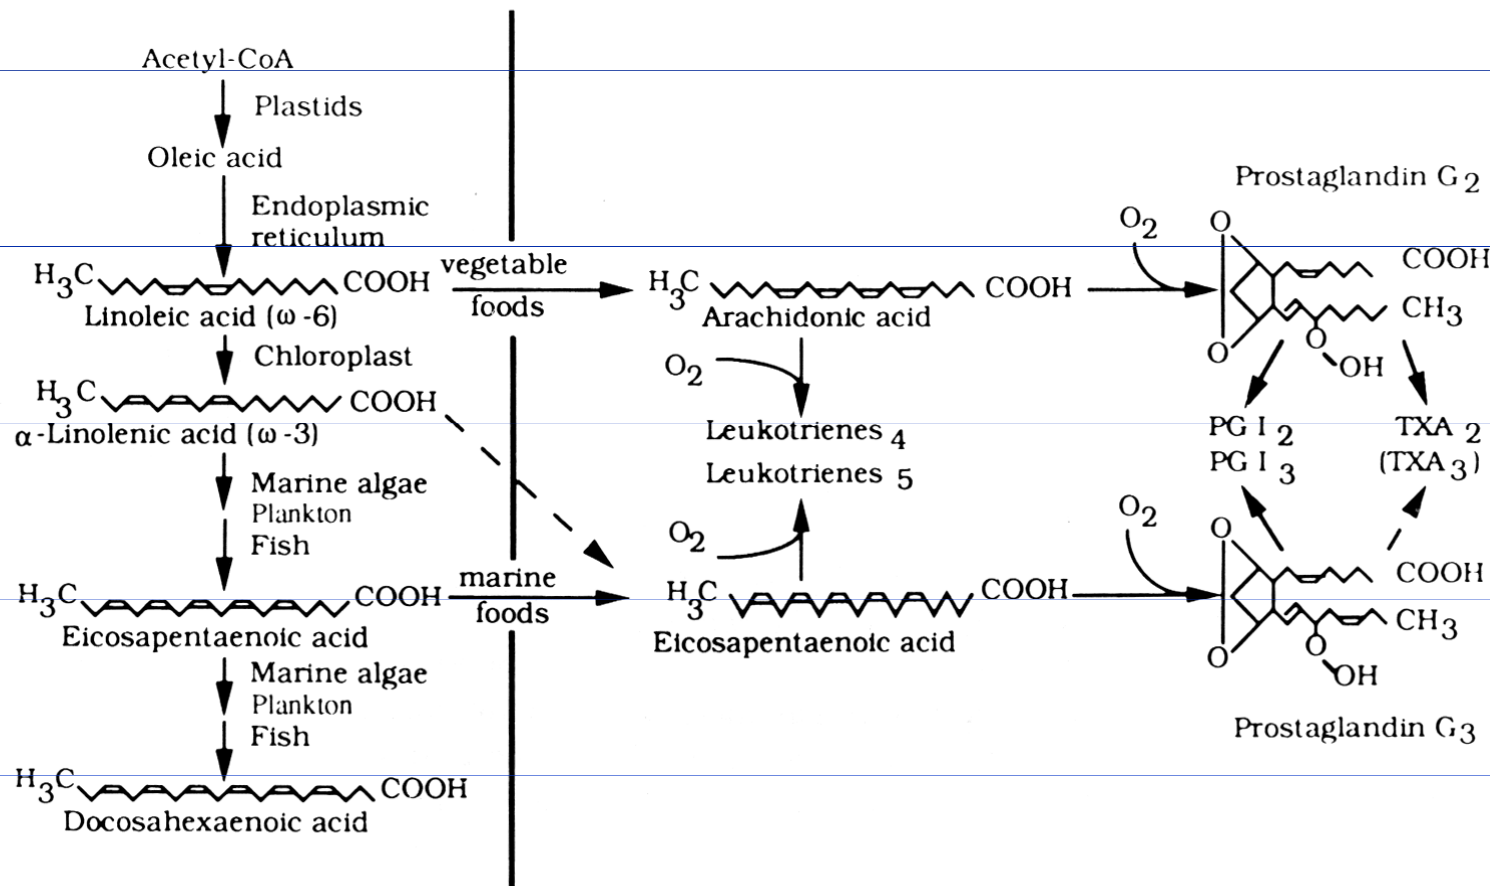 Acetyl-CoA
Plastids
Oleic acid
Endoplasmic
reticulum
H3C COOH
Linoleic acid (ω-6)
Chloroplast
H3C COOH
α-Linolenic acid (ω-3)
Marine algae
Plankton
Fish
H3C COOH
Eicosapentaenoic acid
Marine algae
Plankton
Fish
H3C COOH
Docosahexaenoic acid
vegetable
foods
marine
foods
H3C COOH
Arachidonic acid
O2
Leukotrienes 4
Leukotrienes 5
O2
H3C COOH
Eicosapentaenoic acid
Prostaglandin G2
O2
O
COOH
CH3
O
O
OH
PG I 2
TXA 2
PG I 3
(TXA3)
O2
O
COOH
CH3
O
O
OH
Prostaglandin G3